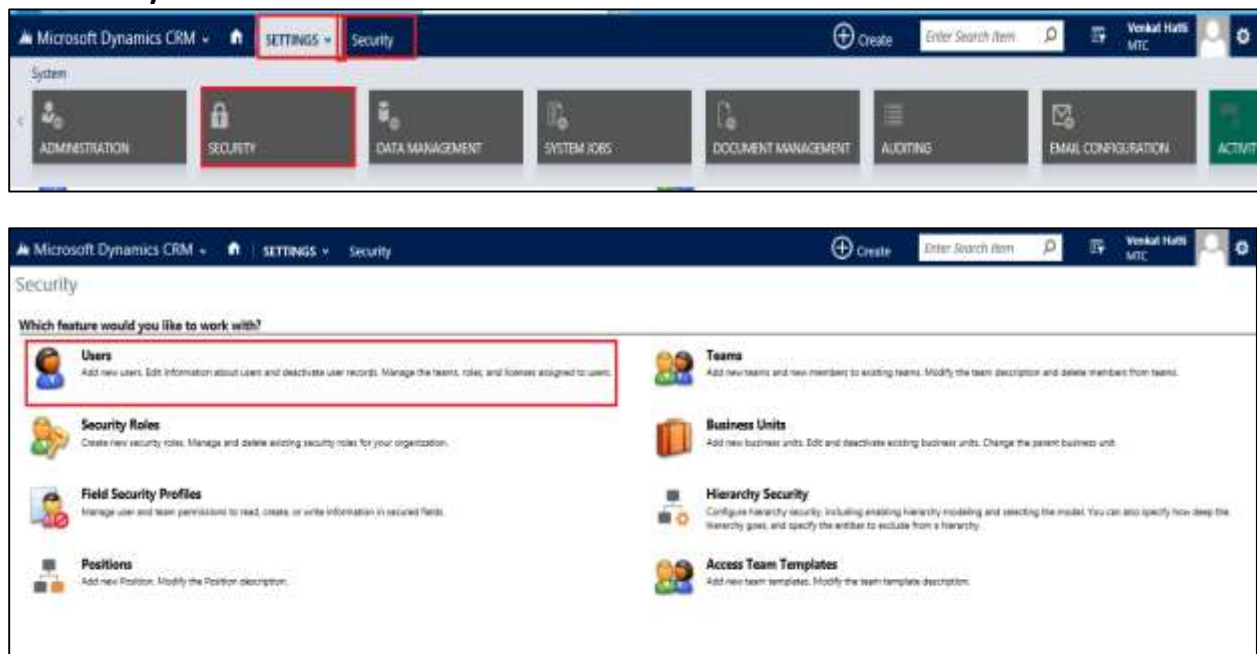 Microsoft Dynamics CRM SETTINGS Security Create Enter Search Item Venkat Hatti
MTC
System
ADMINISTRATION SECURITY DATA MANAGEMENT SYSTEM JOBS DOCUMENT MANAGEMENT AUDITING EMAIL CONFIGURATION ACTIVIT
Microsoft Dynamics CRM SETTINGS Security Create Enter Search Item Venkat Hatti
MTC
Security
Which feature would you like to work with?
Users
Add new users. Edit information about users and deactivate user records. Manage the teams, roles, and licenses assigned to users.
Teams
Add new teams and new members to existing teams. Modify the team description and delete members from teams.
Security Roles
Create new security roles. Manage and delete existing security roles for your organization.
Business Units
Add new business units. Edit and deactivate existing business units. Change the parent business unit.
Field Security Profiles
Manage user and team permissions to read, create, or write information in secured fields.
Hierarchy Security
Configure hierarchy security, including enabling hierarchy modeling and selecting the model. You can also specify how deep the
hierarchy goes, and specify the entities to exclude from a hierarchy.
Positions
Add new Position. Modify the Position description.
Access Team Templates
Add new team templates. Modify the team template description.